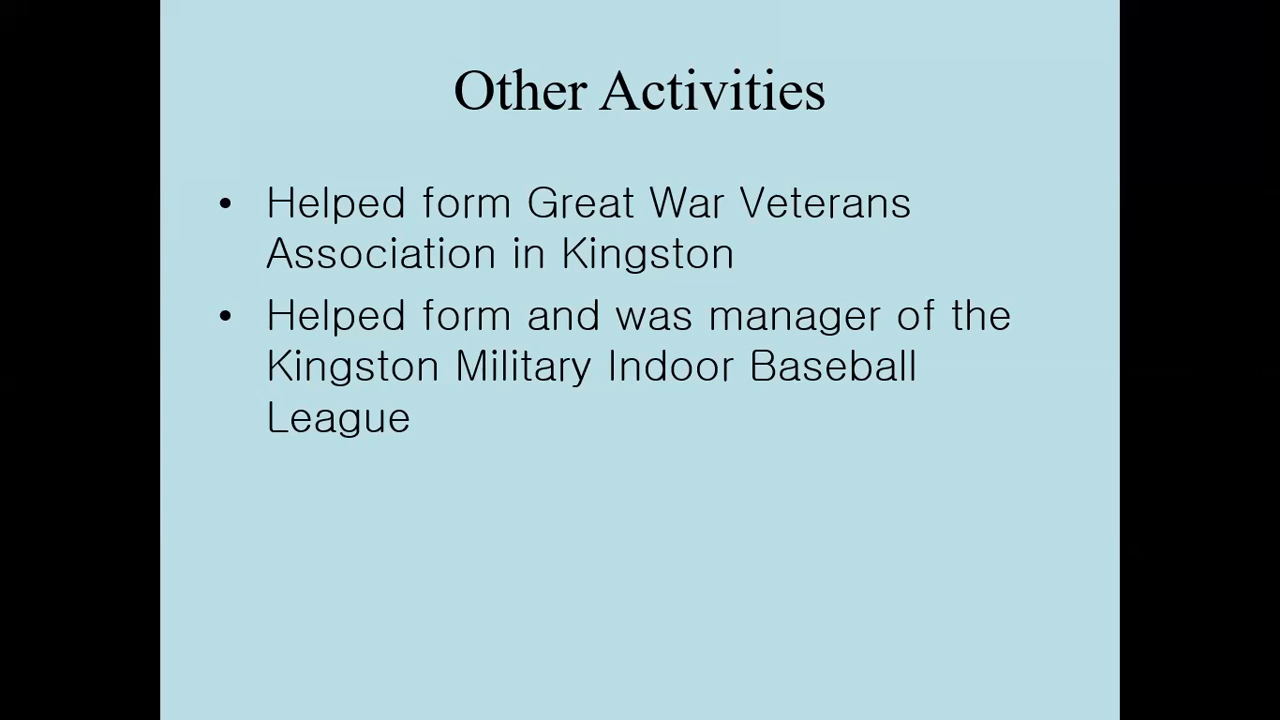 Other Activities
• Helped form Great War Veterans
Association in Kingston
• Helped form and was manager of the
Kingston Military Indoor Baseball
League